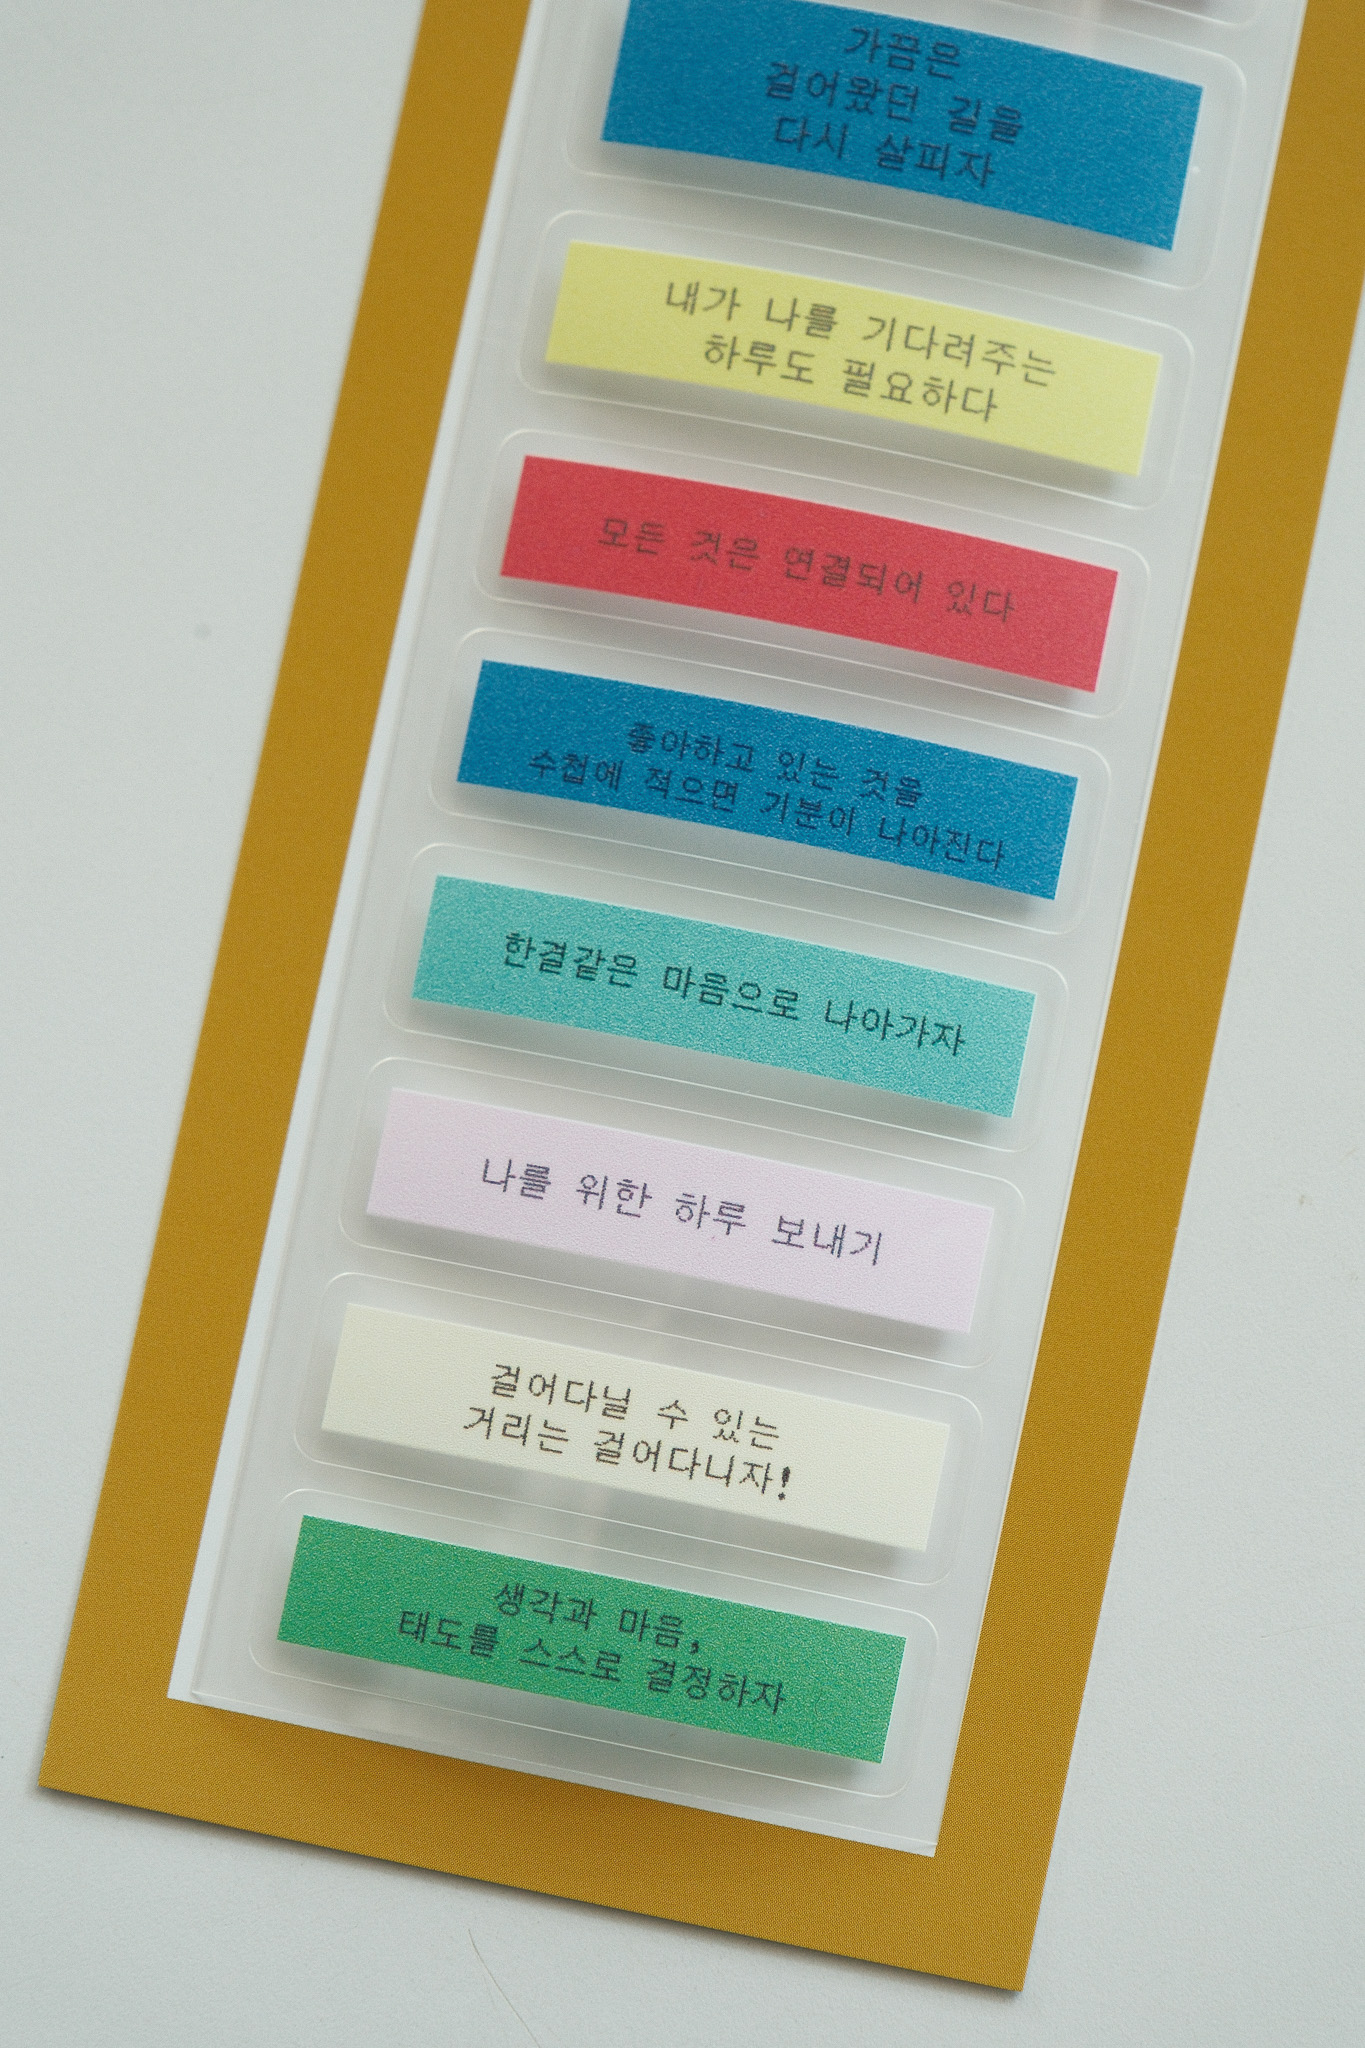 가끔은
걸어왔던 길을
다시 살피자
내가 나를 기다려주는
하루도 필요하다
모든 것은 연결되어 있다
좋아하고 있는 것을
수첩에 적으면 기분이 나아진다
한결같은 마음으로 나아가자
나를 위한 하루 보내기
걸어다닐 수 있는
거리는 걸어다니자!
생각과 마음,
태도를 스스로 결정하자